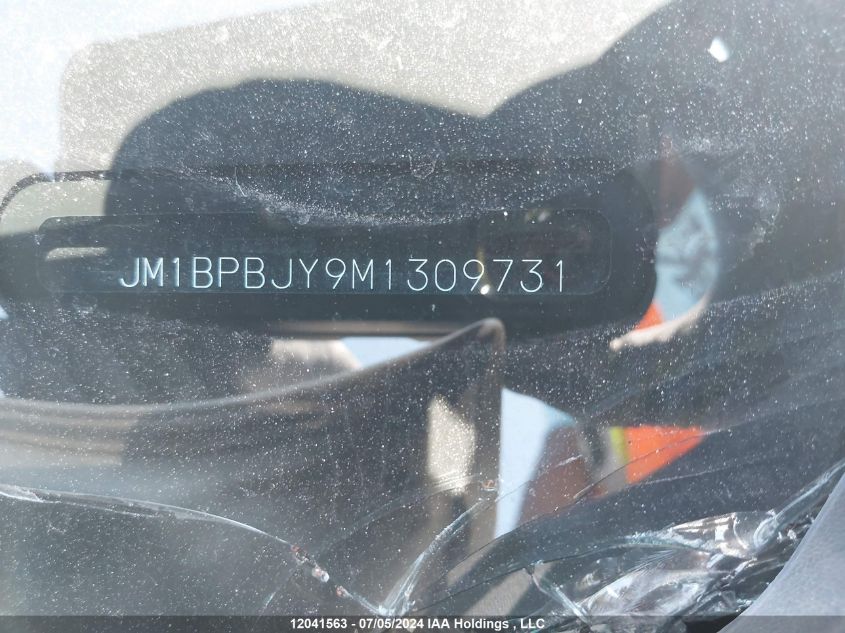 JM1BPBJY9M1309731
12041563 - 07/05/2024 IAA Holdings , LLC